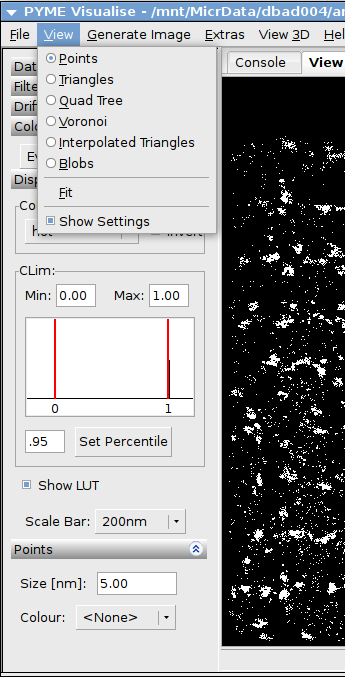 PYME Visualise - /mnt/MicrData/dbad004/ar
File View Generate Image Extras View 3D H
Console View
Points
Triangles
Quad Tree
Voronoi
Interpolated Triangles
Blobs
Fit
Show Settings
Dat
Filte
Drif
Colo
Ev
Disp
Co
hot
Invert
CLim:
Min: 0.00 Max: 1.00
0 1
.95 Set Percentile
Show LUT
Scale Bar: 200nm
Points
Size [nm]: 5.00
Colour: <None>